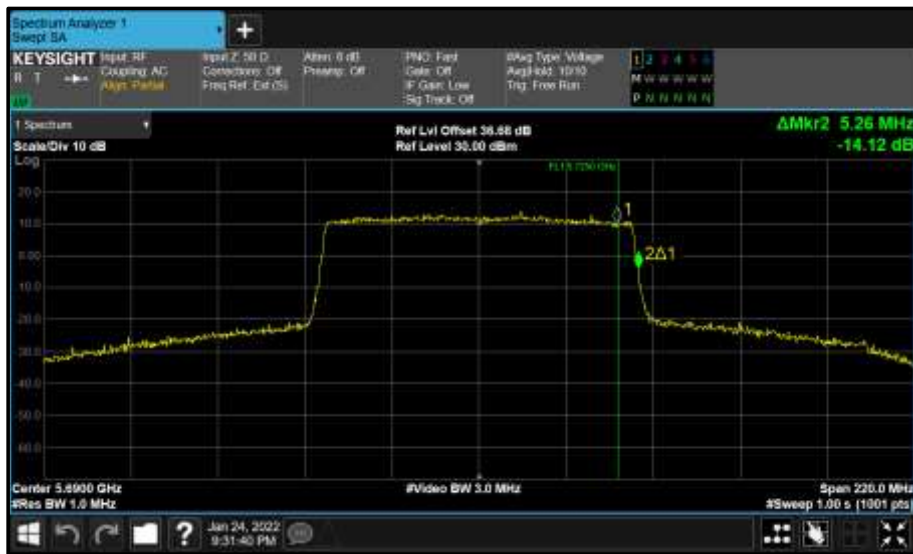 Spectrum Analyzer 1
Swept SA
+
KEYSIGHT Input: RF
R T
Coupling: AC
Align: Partial
Input Z: 50 Ω
Corrections: Off
Freq Ref: Ext (S)
Atten: 6 dB
Preamp: Off
PNO: Fast
Gate: Off
IF Gain: Low
Sig Track: Off
#Avg Type: Voltage
Avg|Hold: 10/10
Trig: Free Run
1 2 3 4 5 6
M W W W W W
P N N N N N
1 Spectrum
Scale/Div 10 dB
Ref Lvl Offset 36.68 dB
Ref Level 30.00 dBm
ΔMkr2 5.26 MHz
-14.12 dB
Log
20.0
10.0
0.00
-10.0
-20.0
-30.0
-40.0
-50.0
-60.0
1
2Δ1
Center 5.6900 GHz
#Res BW 1.0 MHz
#Video BW 3.0 MHz
Span 220.0 MHz
#Sweep 1.00 s (1001 pts)
?
Jan 24, 2022
9:31:40 PM